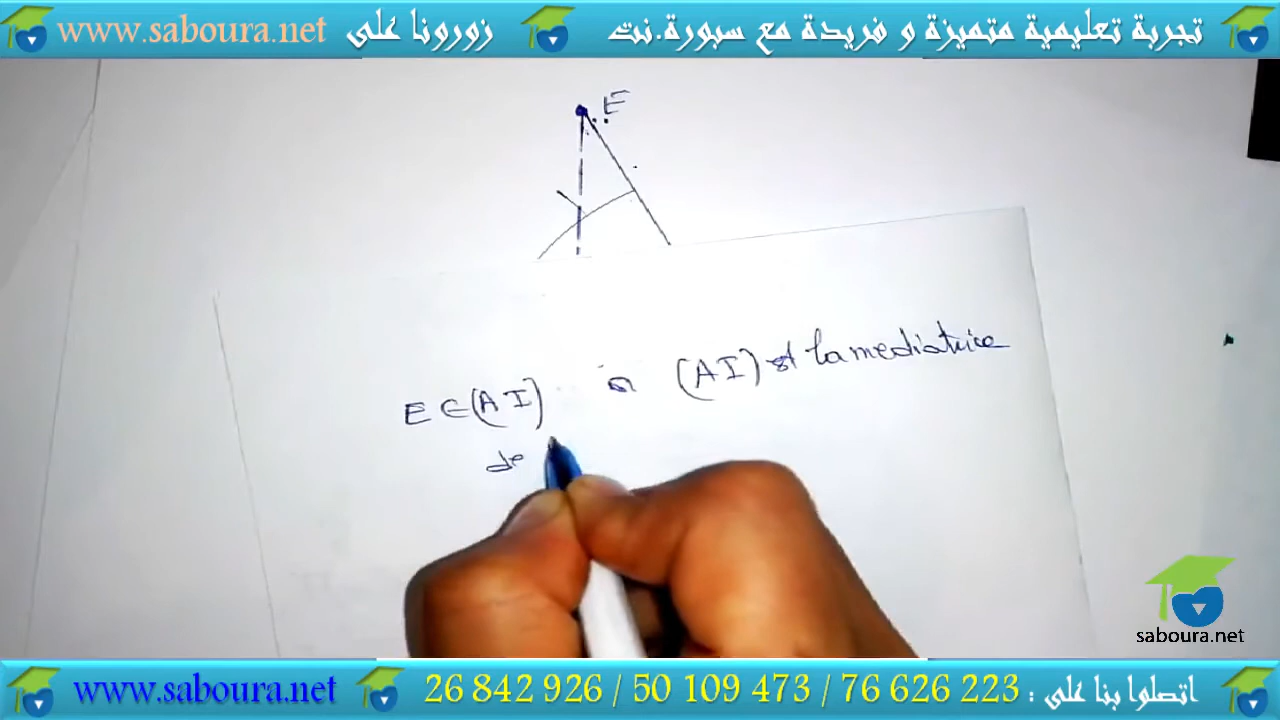 www.saboura.net زورونا على تجربة تعليمية متميزة و فريدة مع سبورة.نت
E
E ∈ (AI) or (AI) est la mediatrice
de
saboura.net
www.saboura.net 26 842 926 / 50 109 473 / 76 626 223 : اتصلوا بنا على